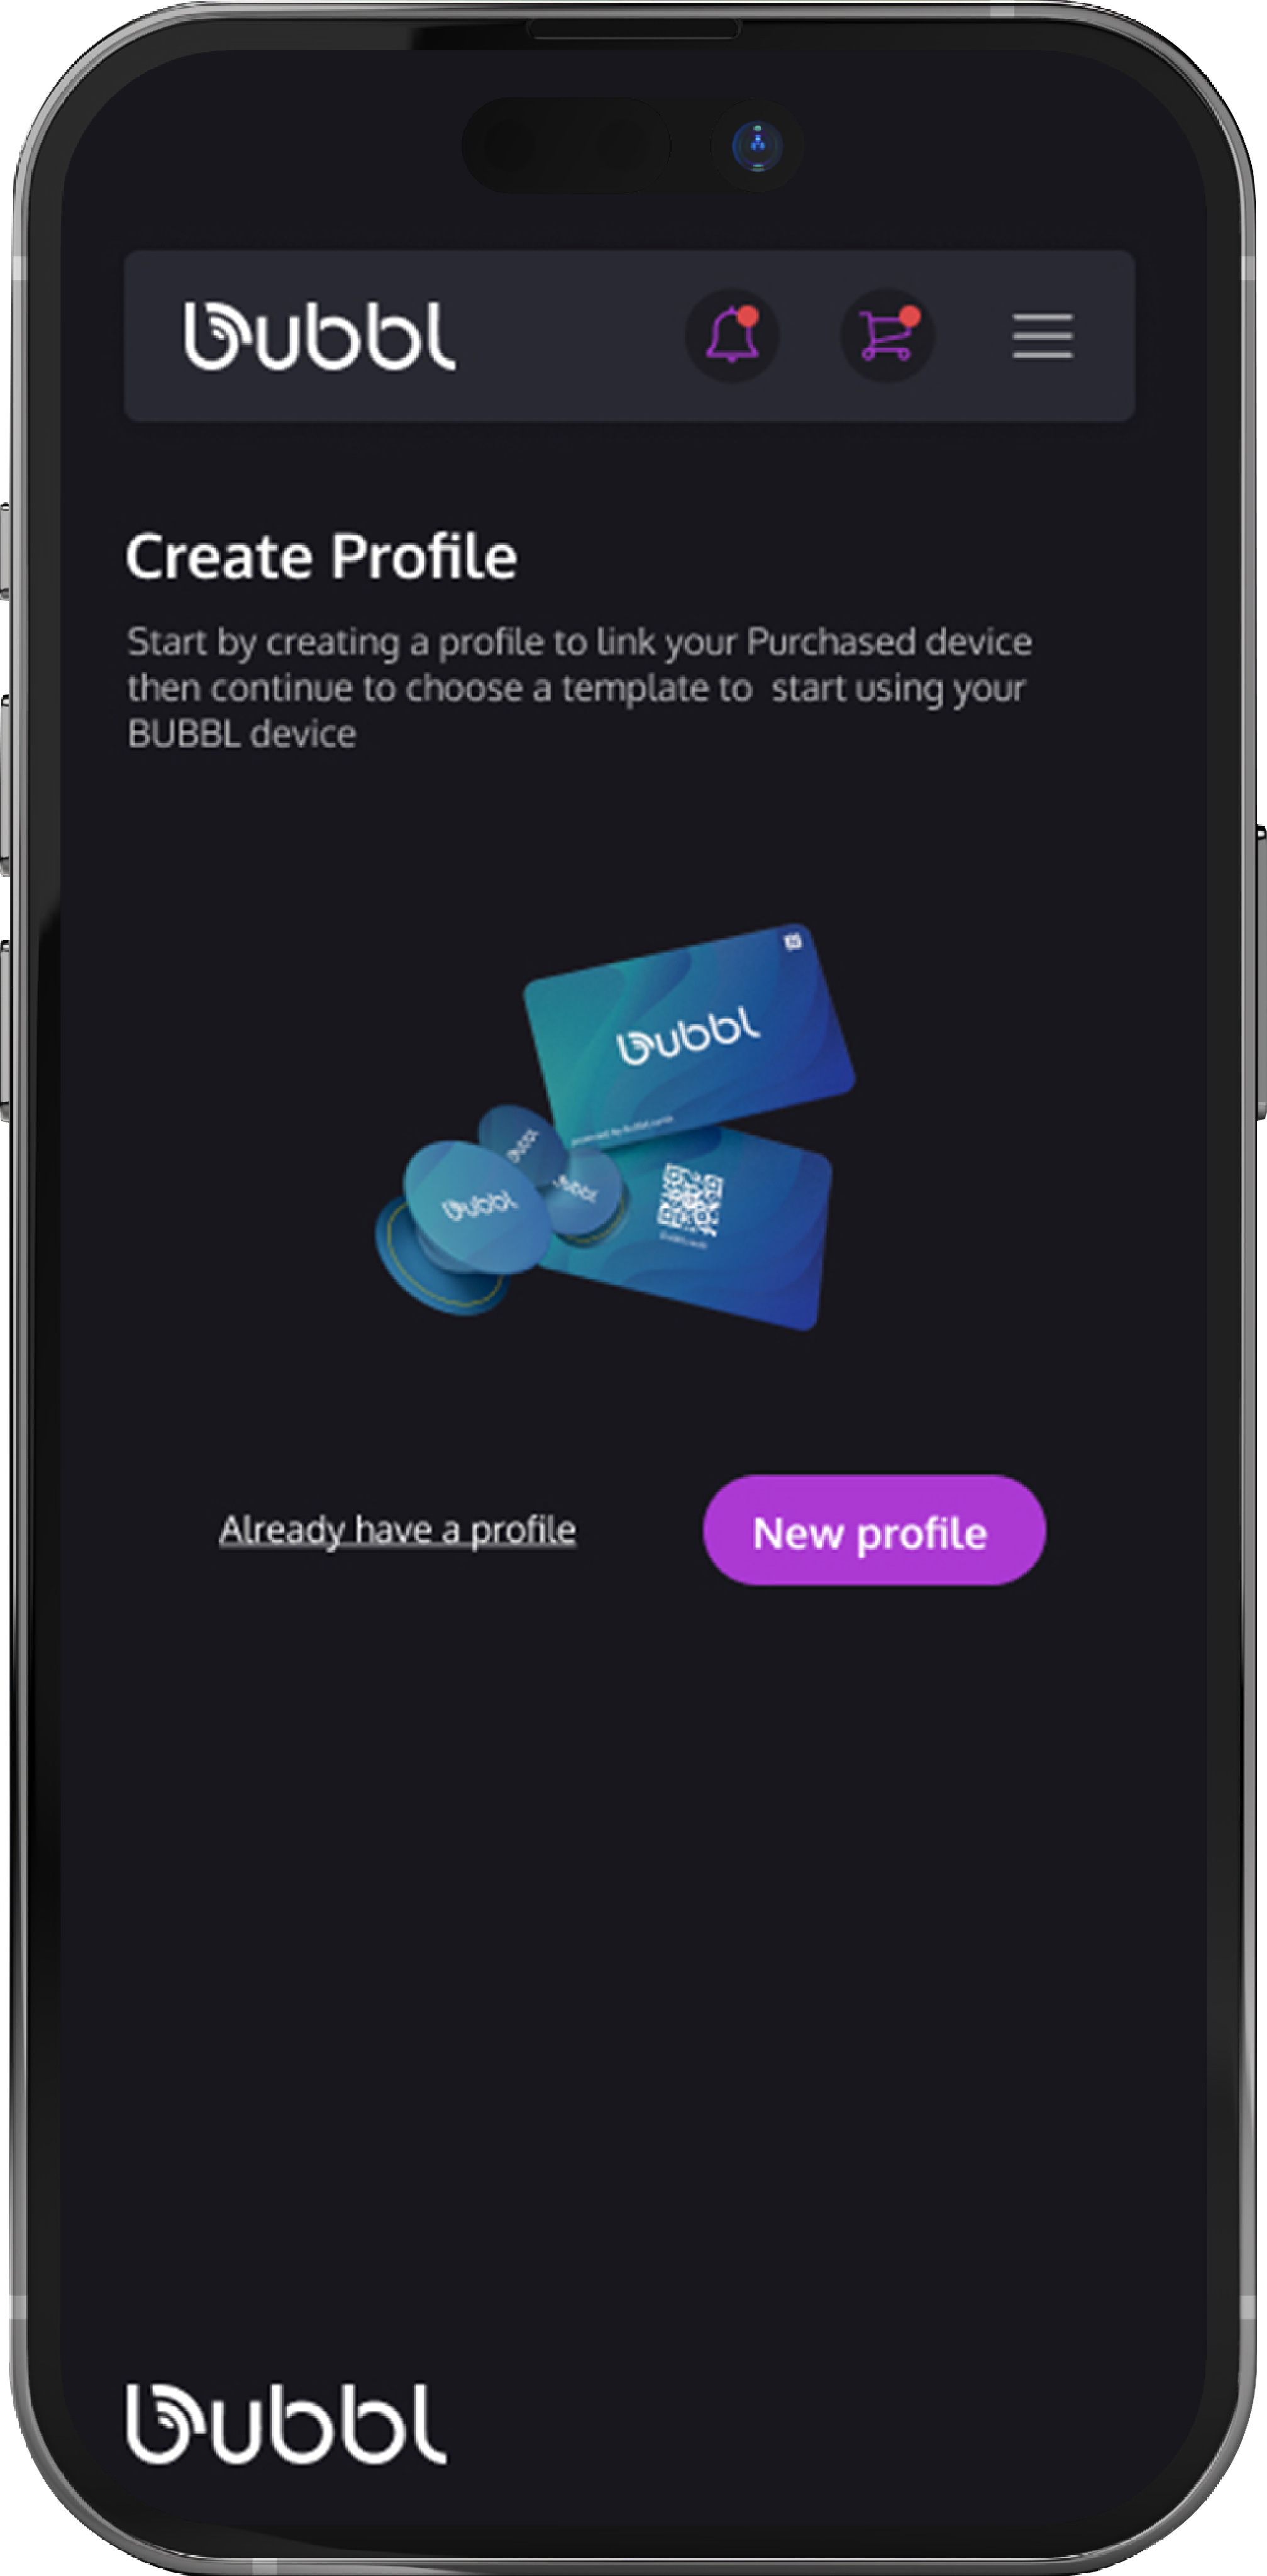 bubbl
Create Profile
Start by creating a profile to link your Purchased device
then continue to choose a template to start using your
BUBBL device
bubbl
bubbl
bubbl
bubbl
Already have a profile
New profile
bubbl